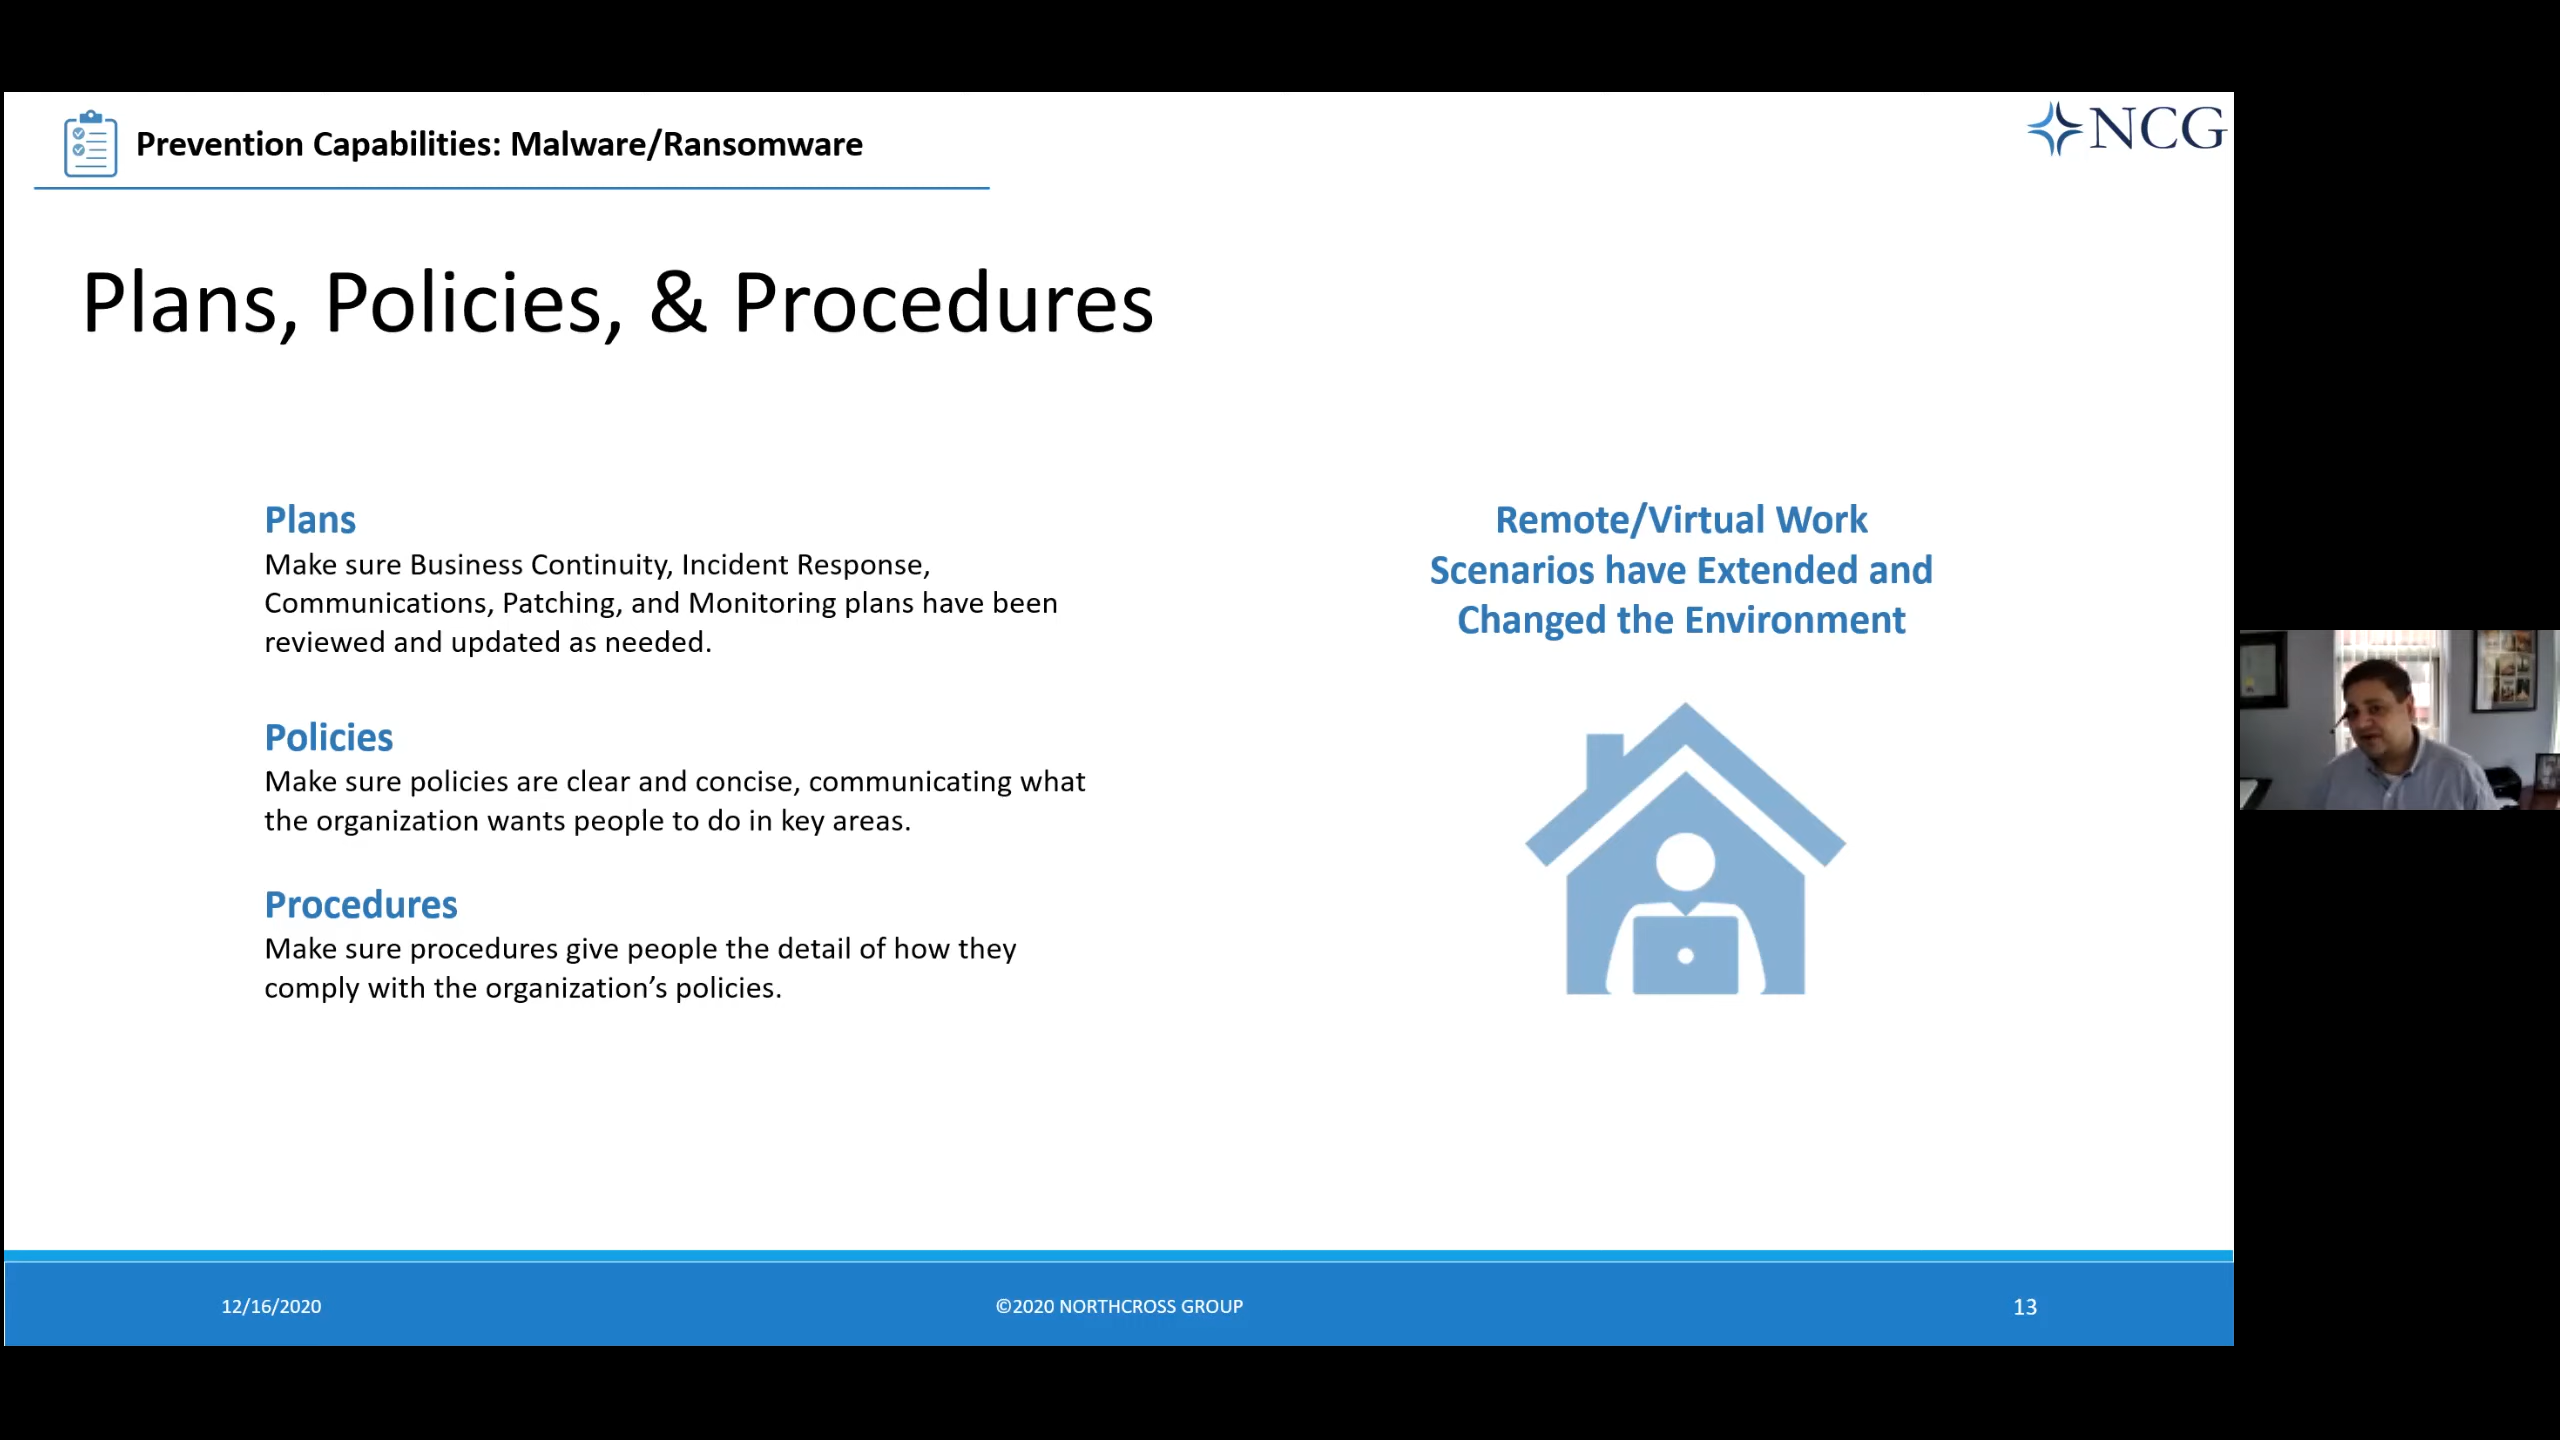 Prevention Capabilities: Malware/Ransomware
NCG
Plans, Policies, & Procedures
Plans
Make sure Business Continuity, Incident Response,
Communications, Patching, and Monitoring plans have been
reviewed and updated as needed.
Policies
Make sure policies are clear and concise, communicating what
the organization wants people to do in key areas.
Procedures
Make sure procedures give people the detail of how they
comply with the organization’s policies.
Remote/Virtual Work
Scenarios have Extended and
Changed the Environment
12/16/2020
©2020 NORTHCROSS GROUP
13